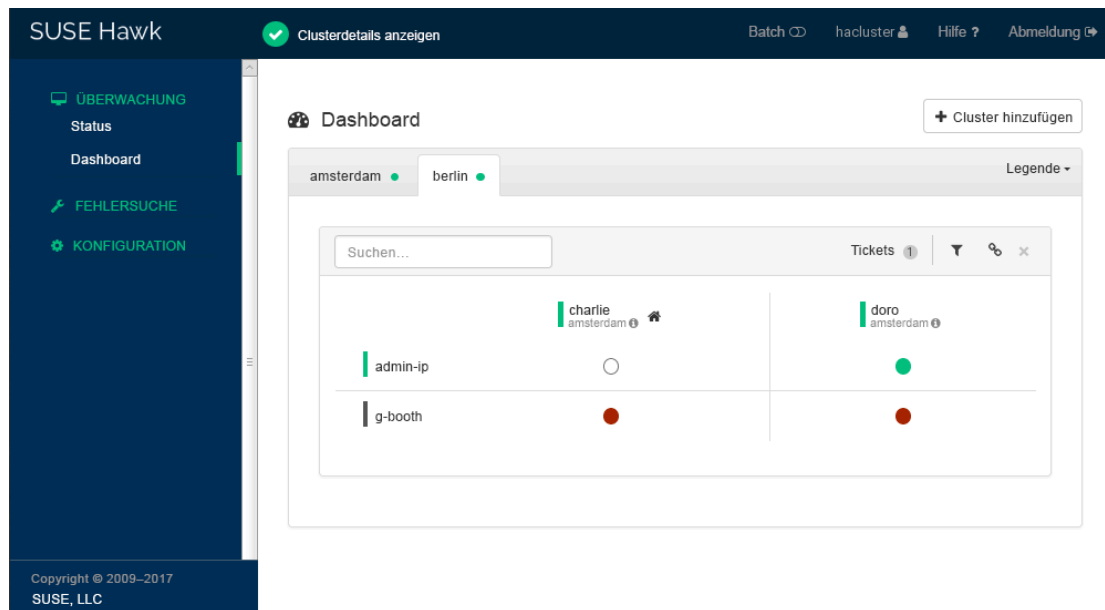 SUSE Hawk
Clusterdetails anzeigen
Batch
hacluster
Hilfe ?
Abmeldung
ÜBERWACHUNG
Status
Dashboard
FEHLERSUCHE
KONFIGURATION
Dashboard
+ Cluster hinzufügen
amsterdam
berlin
Legende
Suchen...
Tickets 1
charlie
amsterdam
doro
amsterdam
admin-ip
g-booth
Copyright © 2009–2017
SUSE, LLC